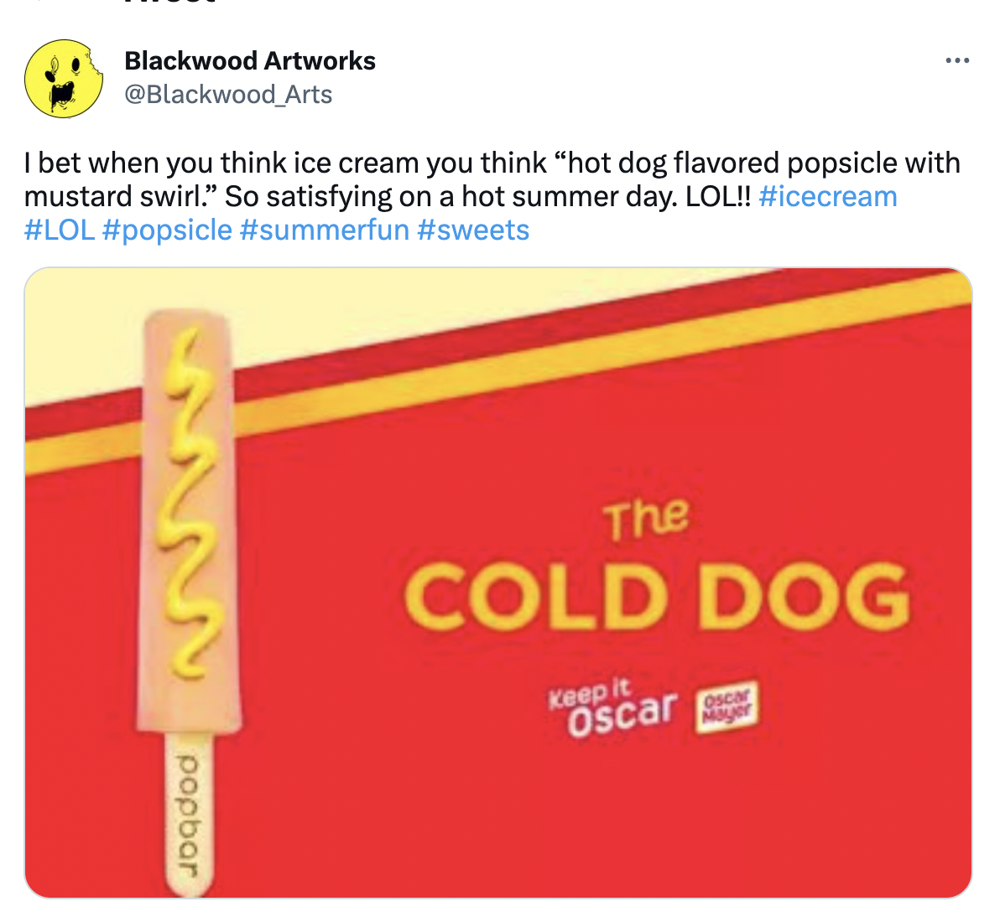 Blackwood Artworks
@Blackwood_Arts
I bet when you think ice cream you think “hot dog flavored popsicle with
mustard swirl.” So satisfying on a hot summer day. LOL!! #icecream
#LOL #popsicle #summerfun #sweets
The
COLD DOG
Keep it
Oscar
Oscar
Mayer
popbar